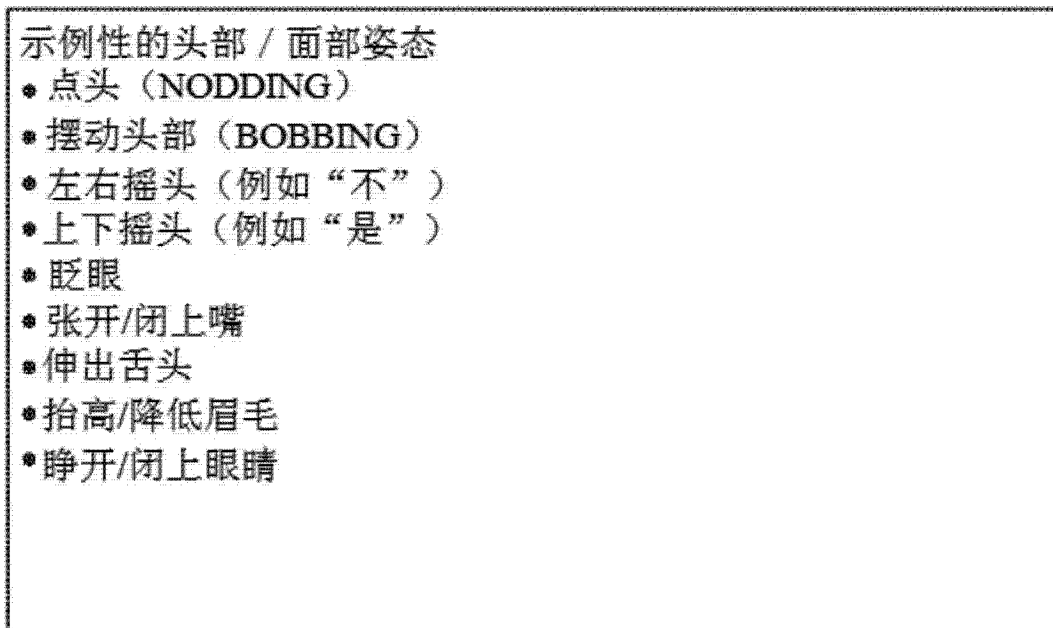 示例性的头部 / 面部姿态
• 点头（NODDING）
• 摆动头部（BOBBING）
• 左右摇头（例如“不”）
• 上下摇头（例如“是”）
• 眨眼
• 张开/闭上嘴
• 伸出舌头
• 抬高/降低眉毛
• 睁开/闭上眼睛